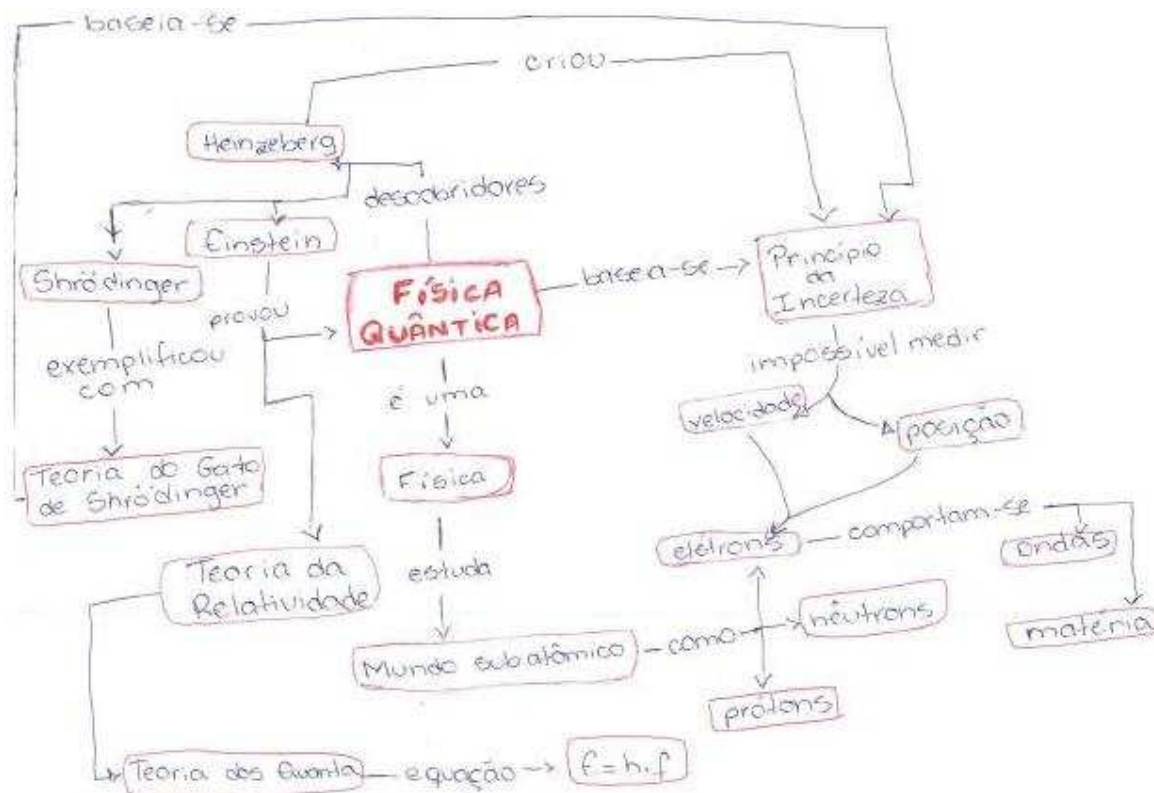 baseia-se
criou
Heinzeberg
descobridores
Einstein
Shrödinger
FÍSICA
QUÂNTICA
baseia-se
Princípio
da
Incerteza
provou
exemplificou
com
é uma
impossível medir
velocidade
posição
Teoria do Gato
de Shrödinger
Física
elétrons
comportam-se
ondas
Teoria da
Relatividade
estuda
nêutrons
matéria
Mundo subatômico
como
prótons
Teoria dos Quanta
equação
f=h.f